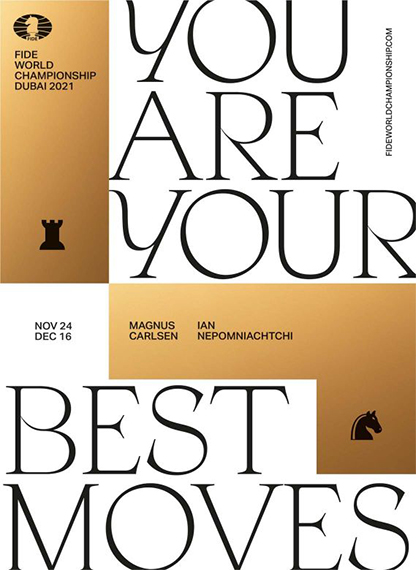 FIDE
FIDE
WORLD
CHAMPIONSHIP
DUBAI 2021
FIDEWORLDCHAMPIONSHIP.COM
YOU
ARE
YOUR
NOV 24
DEC 16
MAGNUS
CARLSEN
IAN
NEPOMNIACHTCHI
BEST
MOVES